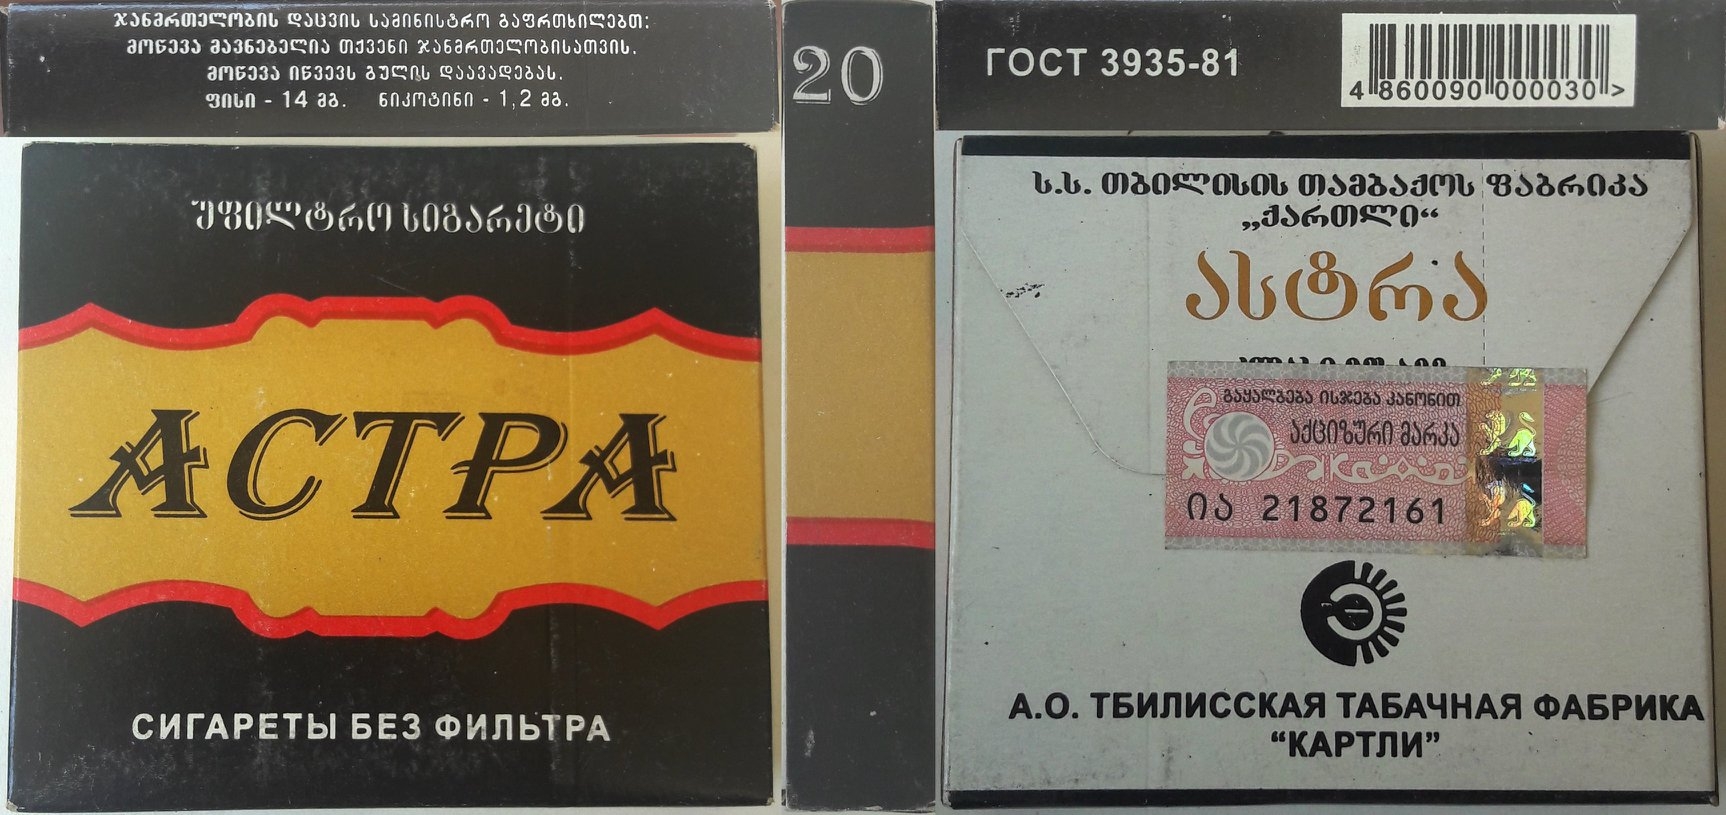 ჯანმრთელობის დაცვის სამინისტრო გაფრთხილებთ:
მოწევა მავნებელია თქვენი ჯანმრთელობისათვის.
მოწევა იწვევს გულის დაავადებას.
ფისი - 14 მგ. ნიკოტინი - 1,2 მგ.
უფილტრო სიგარეტი
АСТРА
СИГАРЕТЫ БЕЗ ФИЛЬТРА
20
ГОСТ 3935-81
4 860090 000030 >
ს.ს. თბილისის თამბაქოს ფაბრიკა
„ქართლი“
ასტრა
გაყალბება ისჯება კანონით
აქციზური მარკა
ია 21872161
А.О. ТБИЛИССКАЯ ТАБАЧНАЯ ФАБРИКА
“КАРТЛИ”